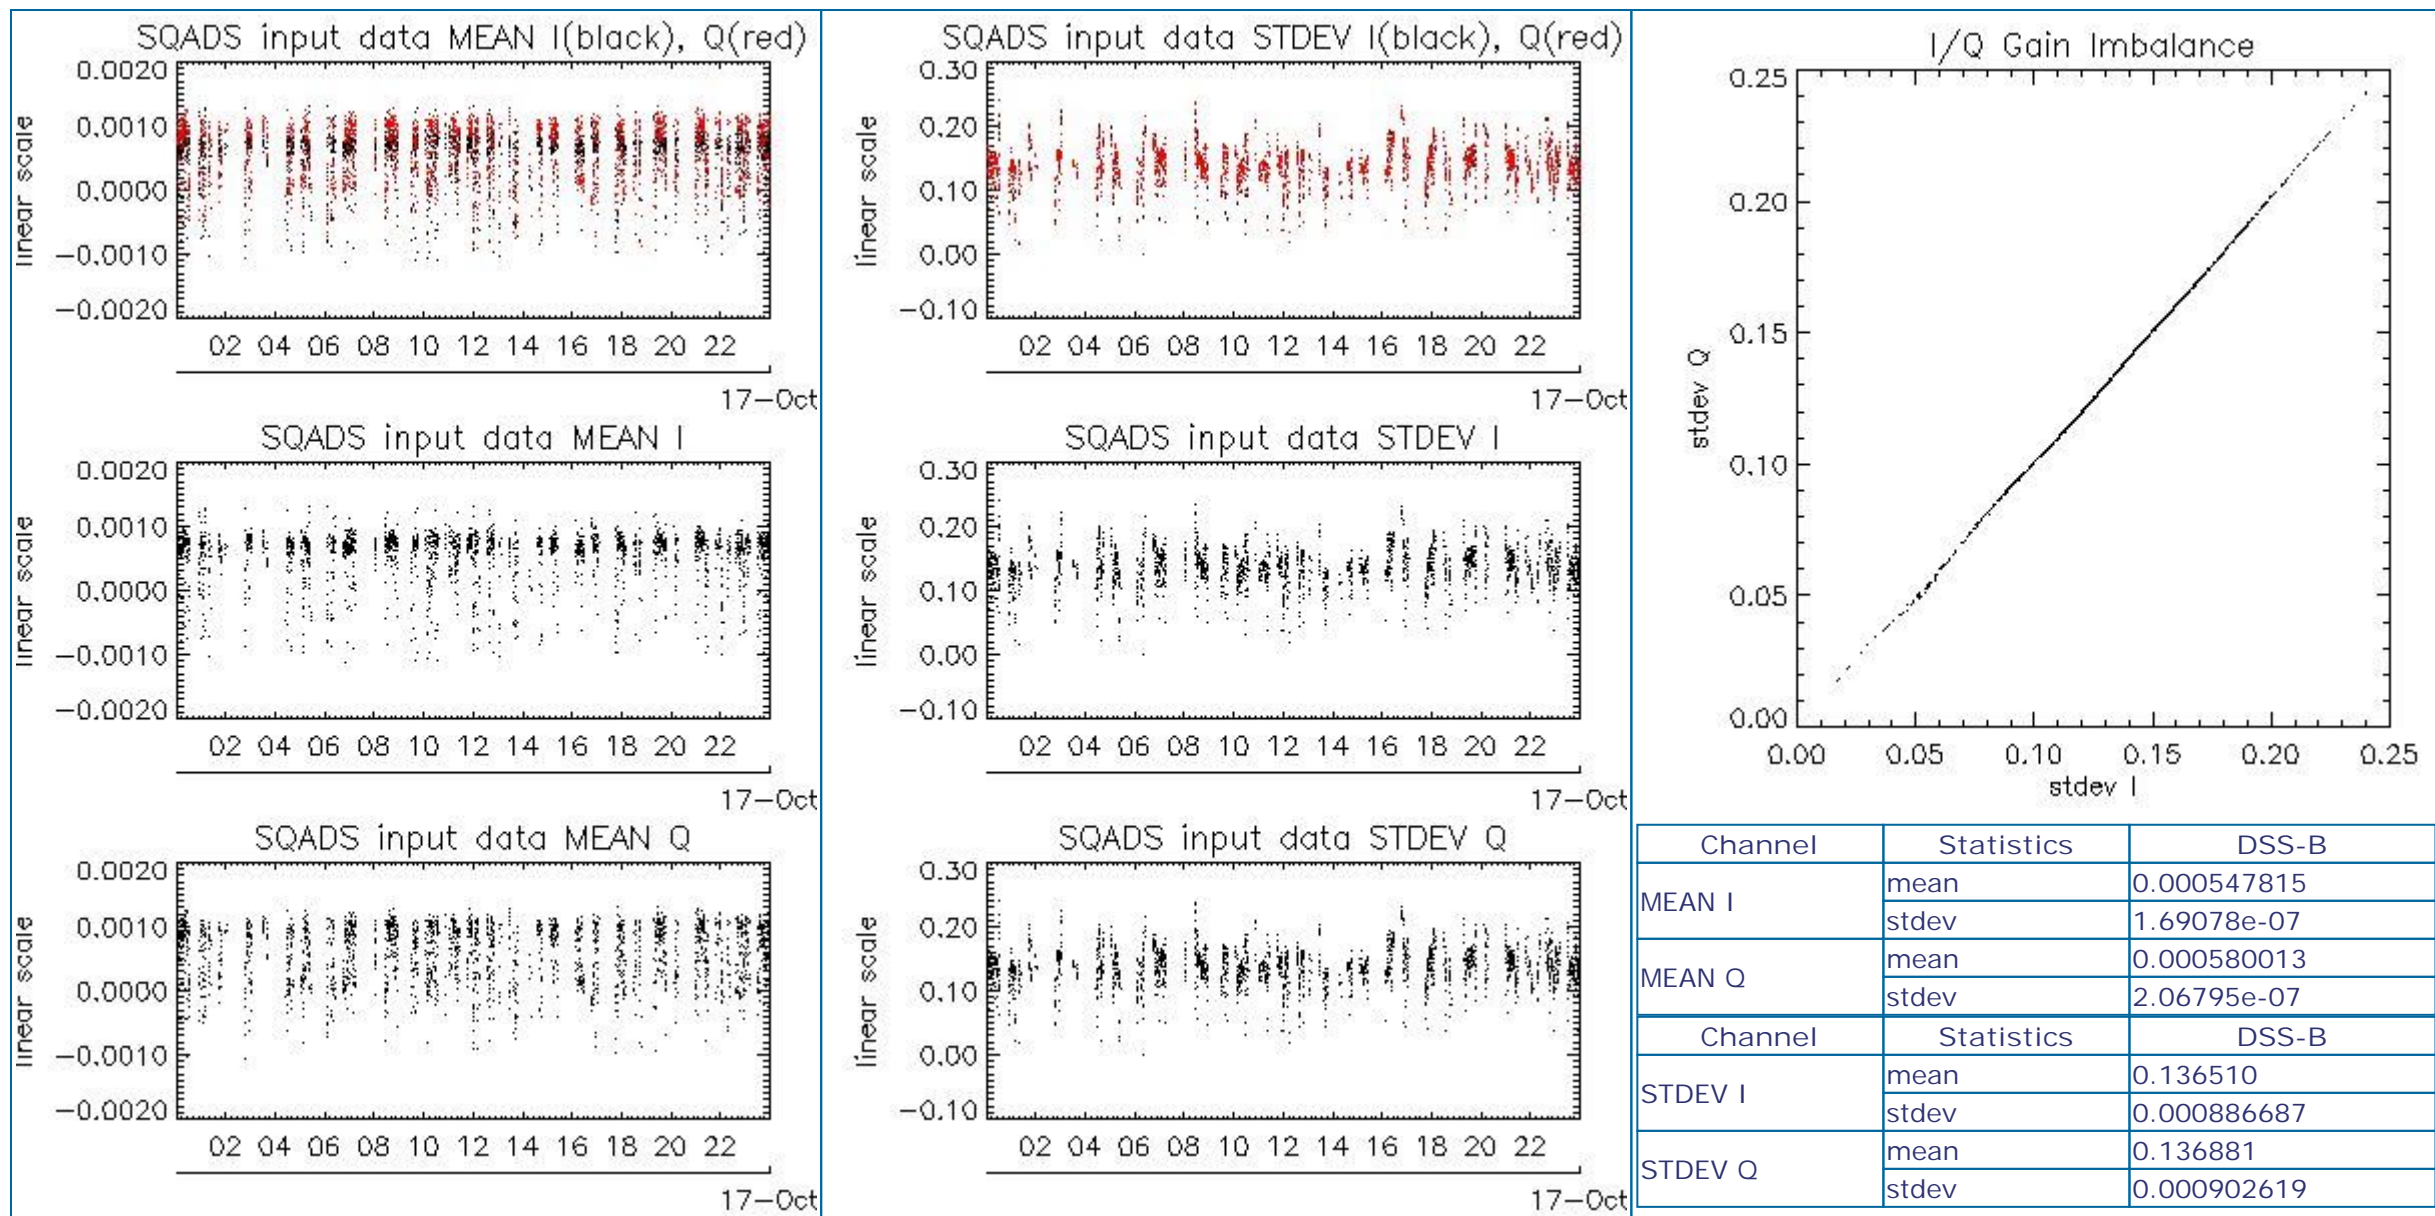 SQADS input data MEAN I(black), Q(red)
0.0020
0.0010
0.0000
-0.0010
-0.0020
linear scale
02 04 06 08 10 12 14 16 18 20 22
17-Oct
SQADS input data MEAN I
0.0020
0.0010
0.0000
-0.0010
-0.0020
linear scale
02 04 06 08 10 12 14 16 18 20 22
17-Oct
SQADS input data MEAN Q
0.0020
0.0010
0.0000
-0.0010
-0.0020
linear scale
02 04 06 08 10 12 14 16 18 20 22
17-Oct
SQADS input data STDEV I(black), Q(red)
0.30
0.20
0.10
0.00
-0.10
linear scale
02 04 06 08 10 12 14 16 18 20 22
17-Oct
SQADS input data STDEV I
0.30
0.20
0.10
0.00
-0.10
linear scale
02 04 06 08 10 12 14 16 18 20 22
17-Oct
SQADS input data STDEV Q
0.30
0.20
0.10
0.00
-0.10
linear scale
02 04 06 08 10 12 14 16 18 20 22
17-Oct
I/Q Gain Imbalance
0.25
0.20
0.15
0.10
0.05
0.00
stdev Q
0.00 0.05 0.10 0.15 0.20 0.25
stdev I
Channel Statistics DSS-B
MEAN I
mean 0.000547815
stdev 1.69078e-07
MEAN Q
mean 0.000580013
stdev 2.06795e-07
Channel Statistics DSS-B
STDEV I
mean 0.136510
stdev 0.000886687
STDEV Q
mean 0.136881
stdev 0.000902619